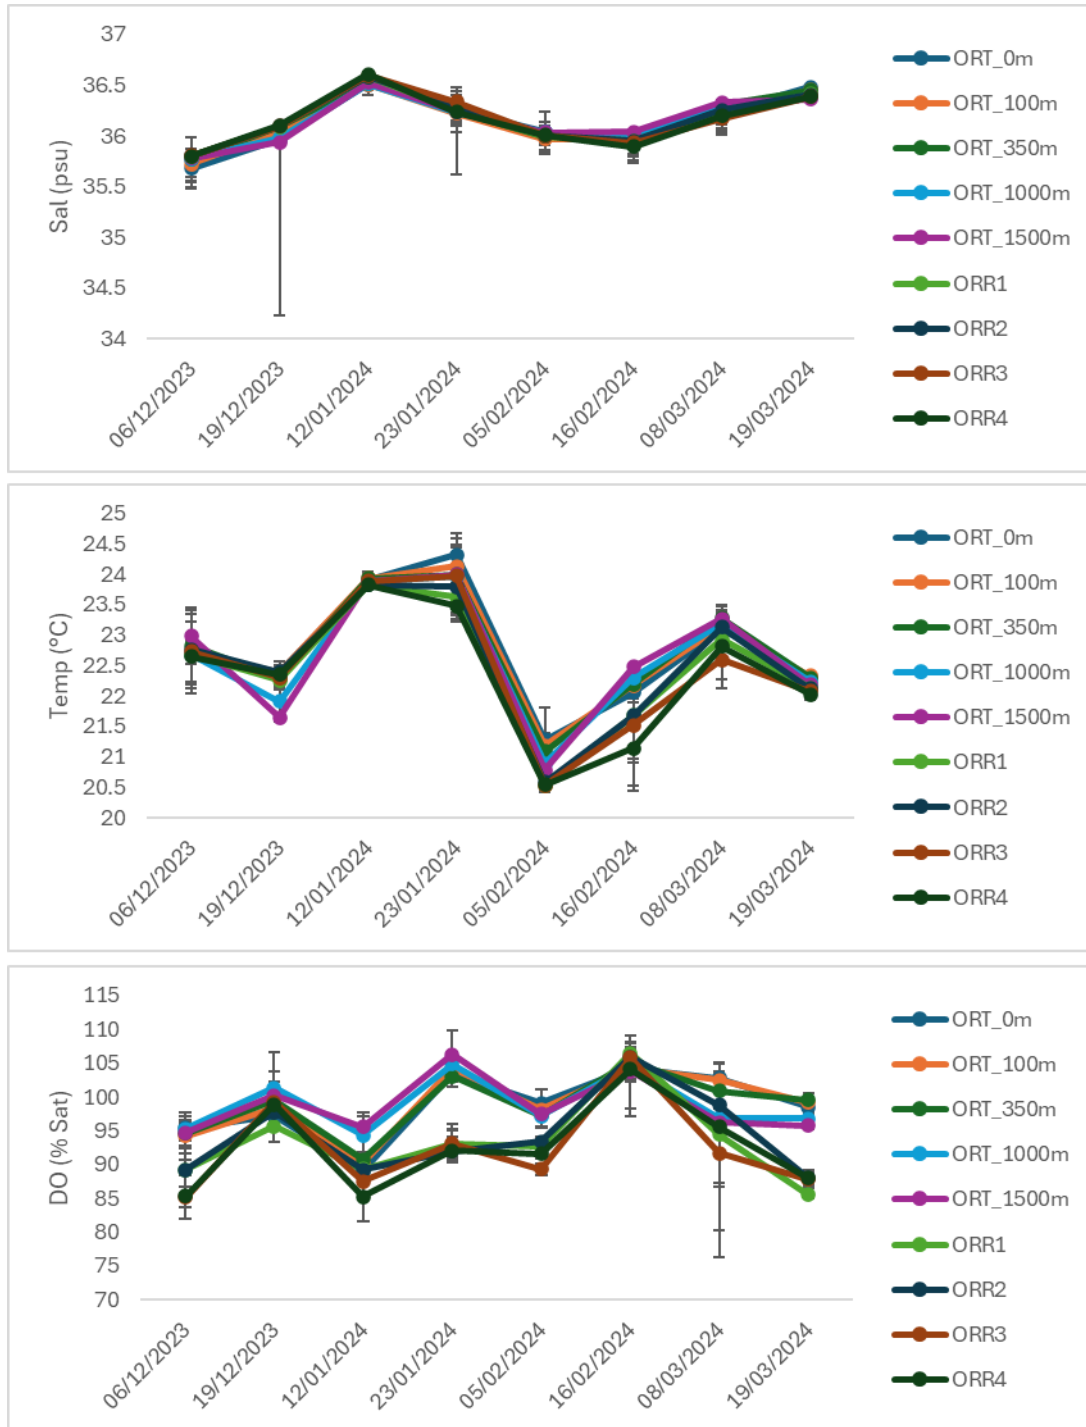 37
36.5
36
35.5
35
34.5
34
Sal (psu)
06/12/2023
19/12/2023
12/01/2024
23/01/2024
05/02/2024
16/02/2024
08/03/2024
19/03/2024
ORT_0m
ORT_100m
ORT_350m
ORT_1000m
ORT_1500m
ORR1
ORR2
ORR3
ORR4
25
24.5
24
23.5
23
22.5
22
21.5
21
20.5
20
Temp (°C)
06/12/2023
19/12/2023
12/01/2024
23/01/2024
05/02/2024
16/02/2024
08/03/2024
19/03/2024
ORT_0m
ORT_100m
ORT_350m
ORT_1000m
ORT_1500m
ORR1
ORR2
ORR3
ORR4
115
110
105
100
95
90
85
80
75
70
DO (% Sat)
06/12/2023
19/12/2023
12/01/2024
23/01/2024
05/02/2024
16/02/2024
08/03/2024
19/03/2024
ORT_0m
ORT_100m
ORT_350m
ORT_1000m
ORT_1500m
ORR1
ORR2
ORR3
ORR4